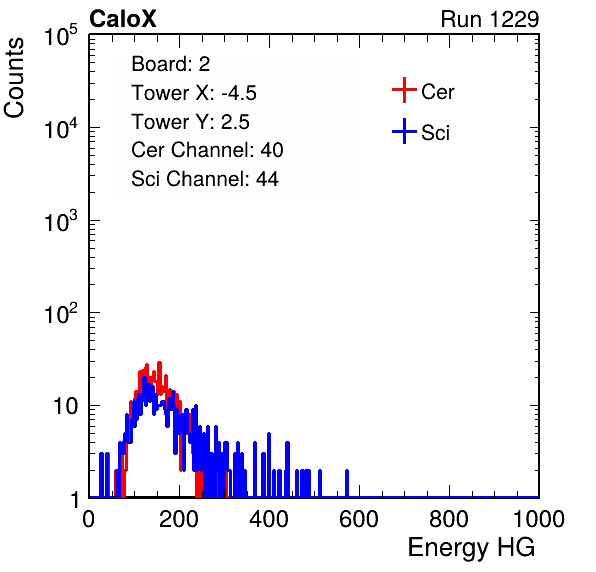 CaloX Run 1229
Counts
10^5
10^4
10^3
10^2
10
1
Board: 2
Tower X: -4.5
Tower Y: 2.5
Cer Channel: 40
Sci Channel: 44
Cer
Sci
0 200 400 600 800 1000
Energy HG